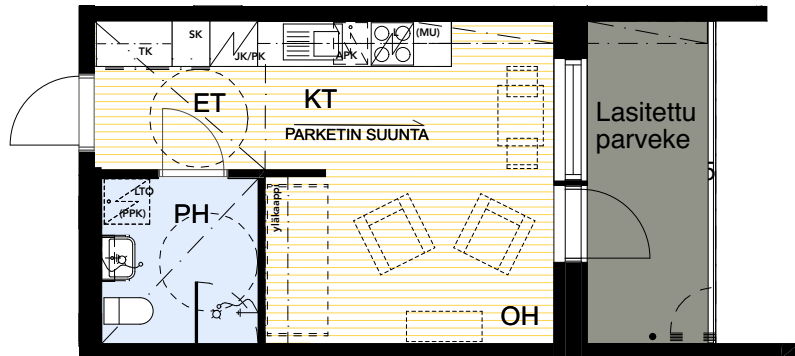 SK
TK
JK/PK
APK
L
(MU)
ET
KT
PARKETIN SUUNTA
Lasitettu
parveke
LTO
(PPK)
PH
yläkaappi
OH